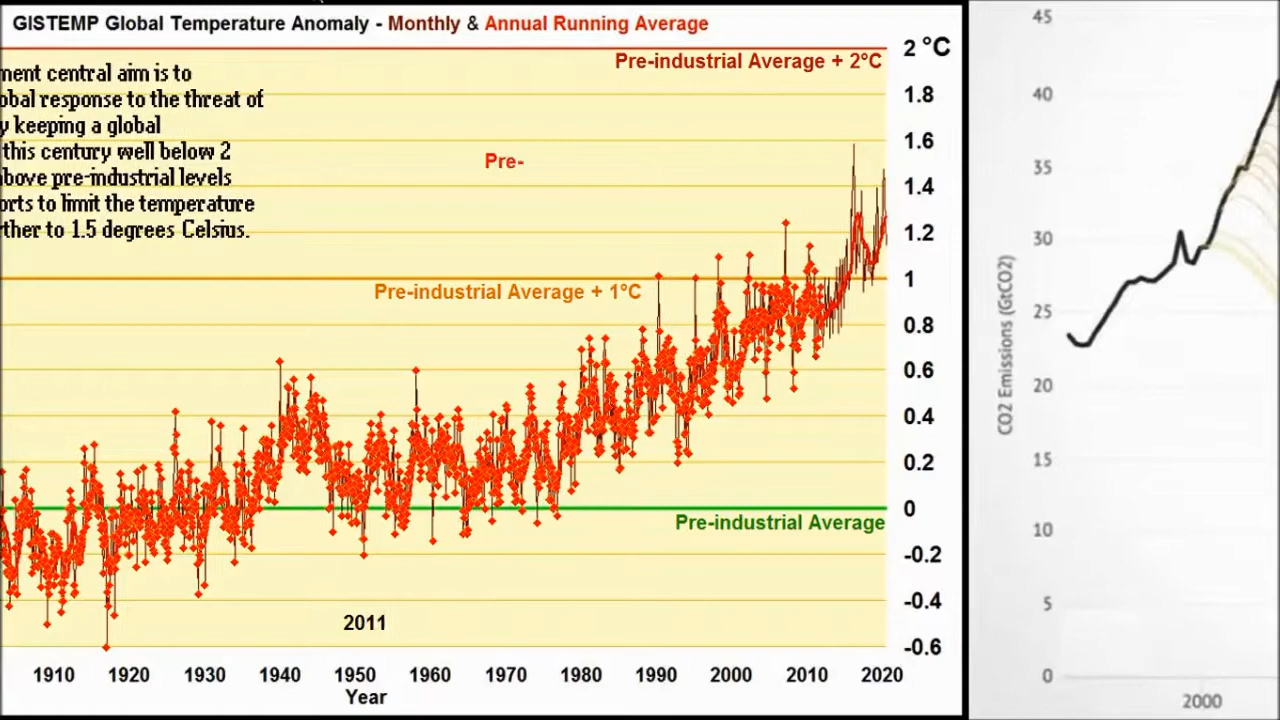 GISTEMP Global Temperature Anomaly - Monthly & Annual Running Average
2 °C
Pre-industrial Average + 2°C
ment central aim is to
obal response to the threat of
y keeping a global
this century well below 2
above pre-industrial levels
orts to limit the temperature
rther to 1.5 degrees Celsius.
Pre-
1.8
1.6
1.4
1.2
1
Pre-industrial Average + 1°C
0.8
0.6
0.4
0.2
0
Pre-industrial Average
-0.2
-0.4
-0.6
2011
1910 1920 1930 1940 1950 1960 1970 1980 1990 2000 2010 2020
Year
45
40
35
30
25
20
15
10
5
0
CO2 Emissions (GtCO2)
2000